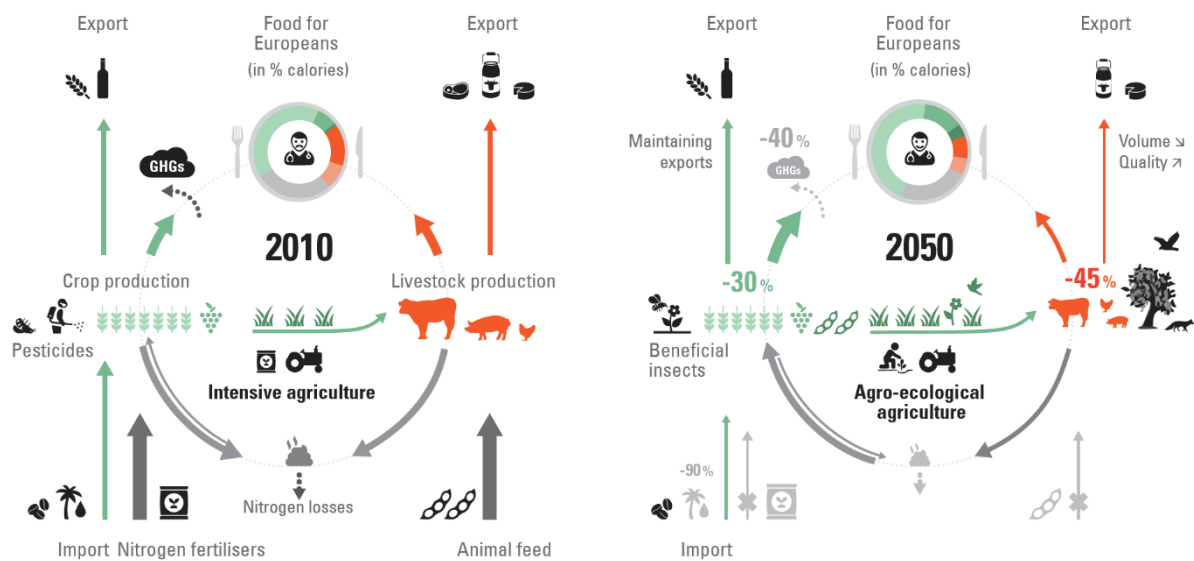 Export
Food for
Europeans
(in % calories)
Export
GHGs
2010
Crop production
Livestock production
Pesticides
Intensive agriculture
Nitrogen losses
Import
Nitrogen fertilisers
Animal feed
Export
Food for
Europeans
(in % calories)
Export
Maintaining
exports
-40 %
GHGs
Volume ↘
Quality ↗
2050
-30 %
-45 %
Beneficial
insects
Agro-ecological
agriculture
-90 %
Import